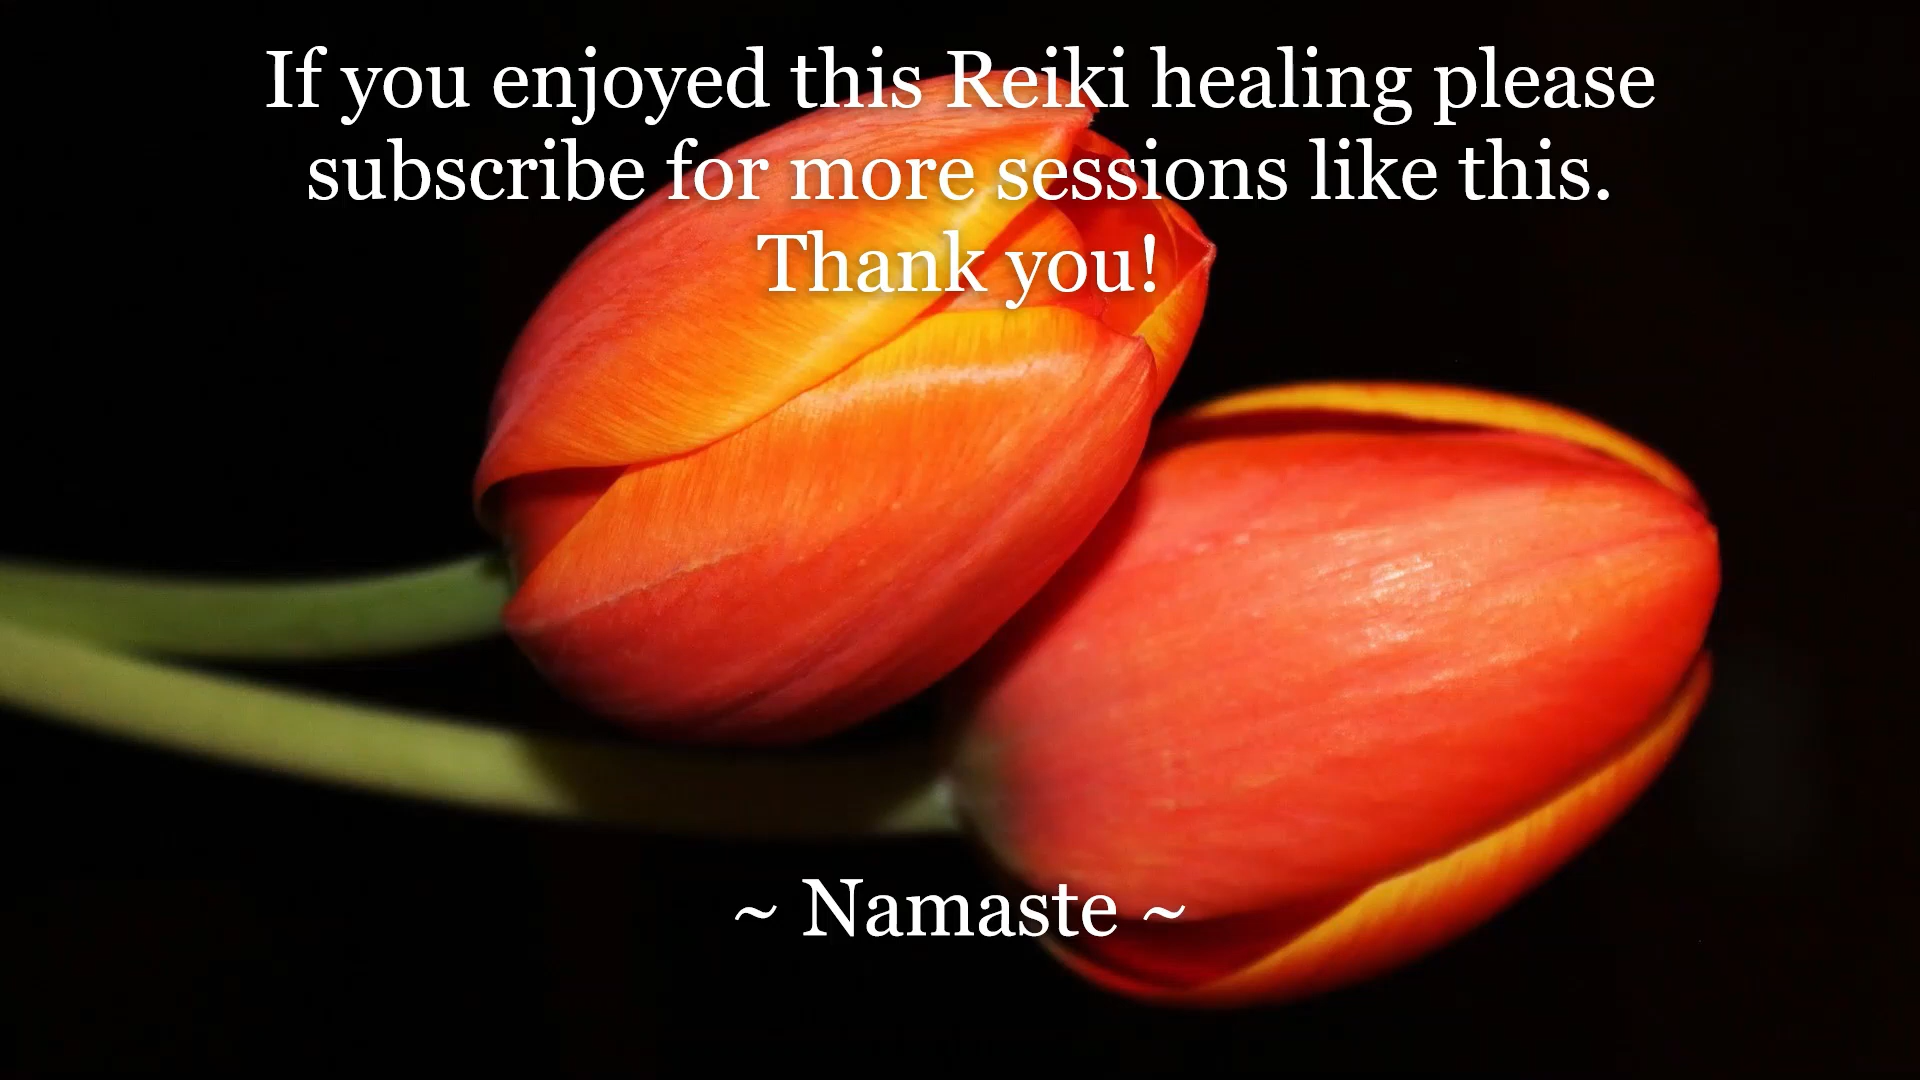 If you enjoyed this Reiki healing please
subscribe for more sessions like this.
Thank you!
~ Namaste ~